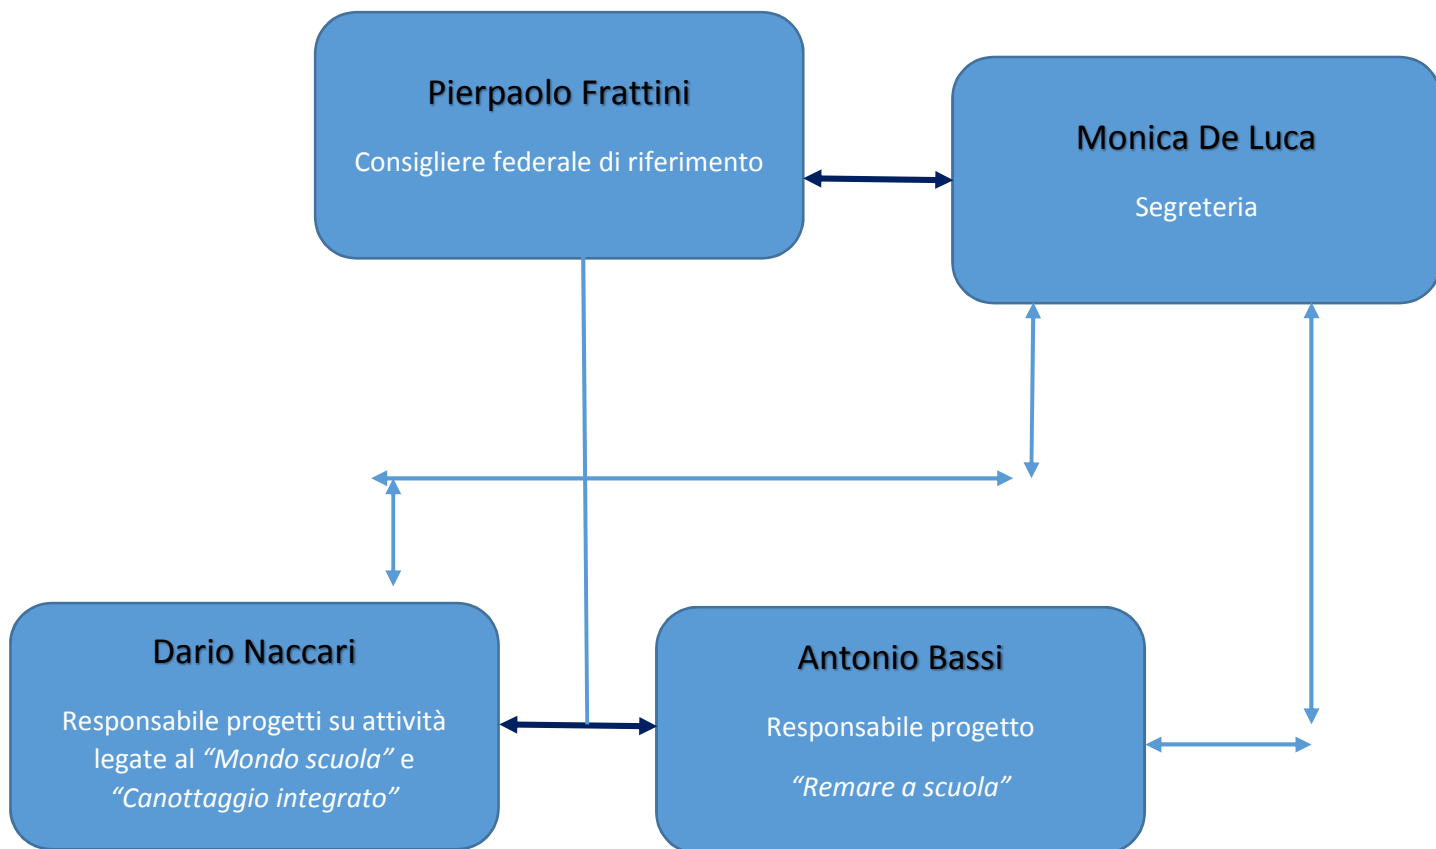 Pierpaolo Frattini
Consigliere federale di riferimento
Monica De Luca
Segreteria
Dario Naccari
Responsabile progetti su attività
legate al “Mondo scuola” e
“Canottaggio integrato”
Antonio Bassi
Responsabile progetto
“Remare a scuola”